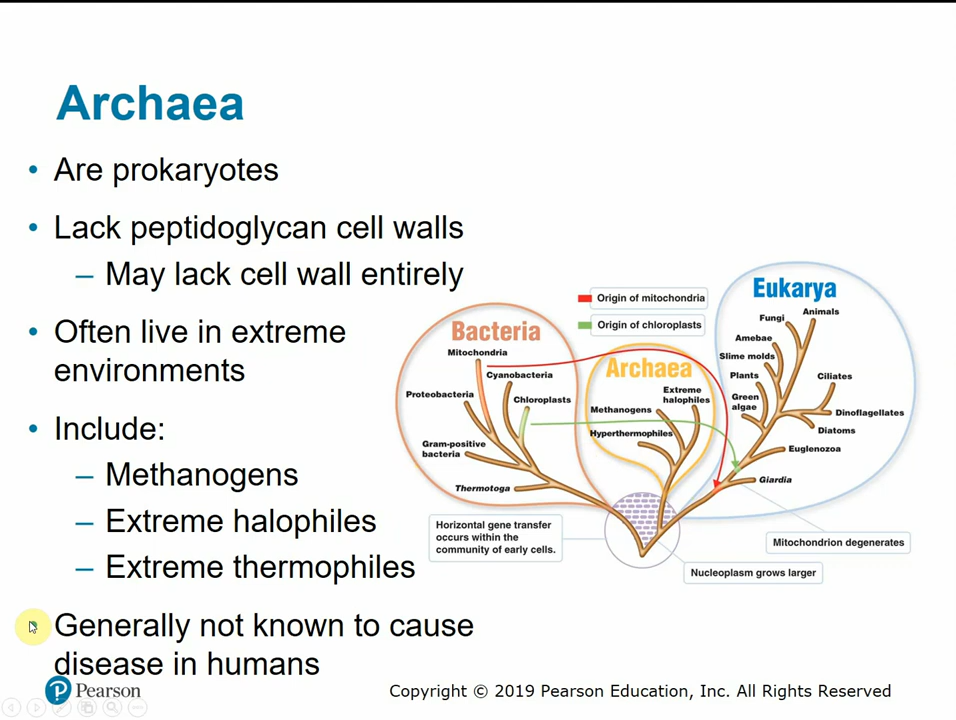 Archaea
• Are prokaryotes
• Lack peptidoglycan cell walls
– May lack cell wall entirely
• Often live in extreme
environments
• Include:
– Methanogens
– Extreme halophiles
– Extreme thermophiles
• Generally not known to cause
disease in humans
Origin of mitochondria
Origin of chloroplasts
Bacteria
Mitochondria
Cyanobacteria
Proteobacteria
Chloroplasts
Gram-positive
bacteria
Thermotoga
Archaea
Extreme
halophiles
Methanogens
Hyperthermophiles
Eukarya
Animals
Fungi
Amebae
Slime molds
Plants
Ciliates
Green
algae
Dinoflagellates
Diatoms
Euglenozoa
Giardia
Horizontal gene transfer
occurs within the
community of early cells.
Mitochondrion degenerates
Nucleoplasm grows larger
P Pearson
Copyright © 2019 Pearson Education, Inc. All Rights Reserved